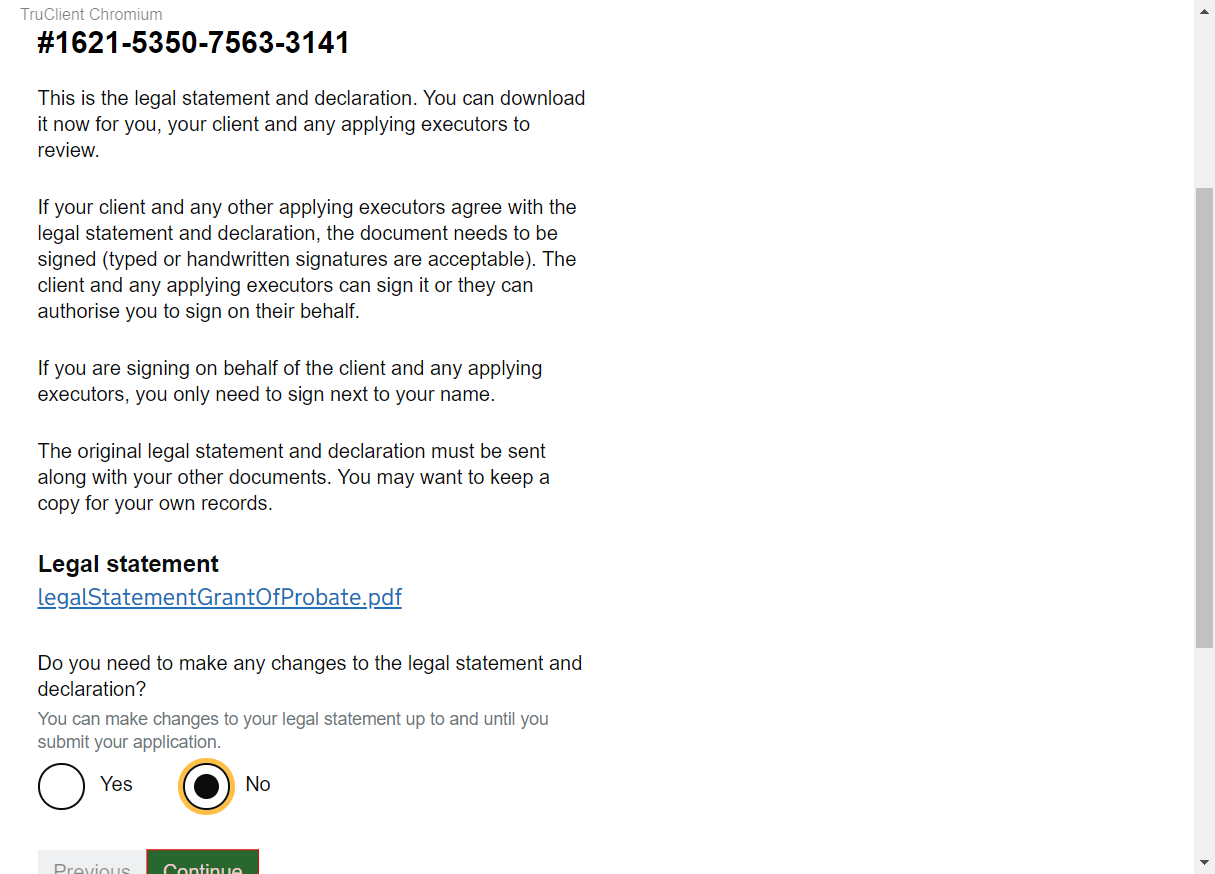 TruClient Chromium
#1621-5350-7563-3141
This is the legal statement and declaration. You can download
it now for you, your client and any applying executors to
review.
If your client and any other applying executors agree with the
legal statement and declaration, the document needs to be
signed (typed or handwritten signatures are acceptable). The
client and any applying executors can sign it or they can
authorise you to sign on their behalf.
If you are signing on behalf of the client and any applying
executors, you only need to sign next to your name.
The original legal statement and declaration must be sent
along with your other documents. You may want to keep a
copy for your own records.
Legal statement
legalStatementGrantOfProbate.pdf
Do you need to make any changes to the legal statement and
declaration?
You can make changes to your legal statement up to and until you
submit your application.
Yes No
Previous Continue